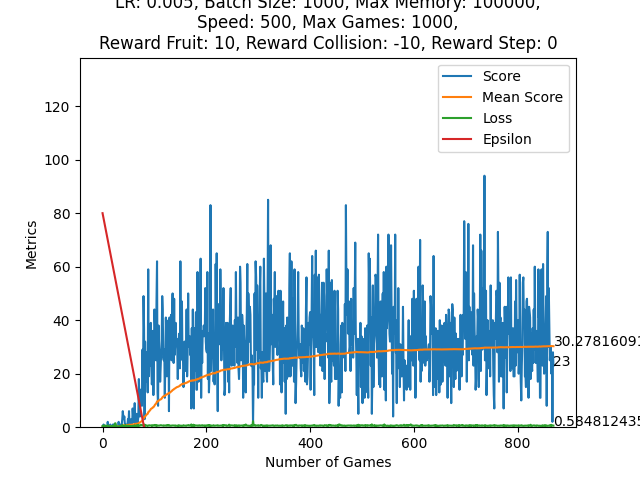 LR: 0.005, Batch Size: 1000, Max Memory: 100000,
Speed: 500, Max Games: 1000,
Reward Fruit: 10, Reward Collision: -10, Reward Step: 0
Score
Mean Score
Loss
Epsilon
120
100
80
60
40
20
0
Metrics
30.27816091
23
0.584812435
0
200
400
600
800
Number of Games